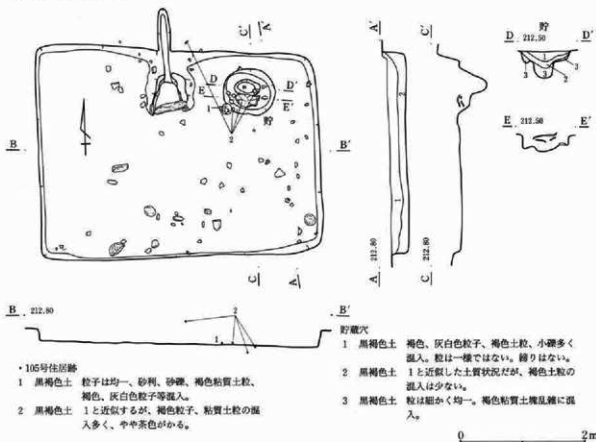 C' A'
A' C' 貯
D 212.50 D'
D D'
E E'
3 3 2 3
1 2
貯
E 212.50 E'
B B'
2 1
C A
A 212.80
C 212.80
B 212.80 B'
2
1
・105号住居跡
1 黒褐色土 粒子は均一、砂利、砂礫、褐色粘質土粒、
褐色、灰白色粒子等混入。
2 黒褐色土 1と近似するが、褐色粒子、粘質土粒の混
入多く、やや茶色がかる。
貯蔵穴
1 黒褐色土 褐色、灰白色粒子、褐色土粒、小礫多く
混入。粒は一様ではない。締りはない。
2 黒褐色土 1と近似した土質状況だが、褐色土粒の
混入は少ない。
3 黒褐色土 粒は細かく均一。褐色粘質土塊乱雑に混
入。
0 2m